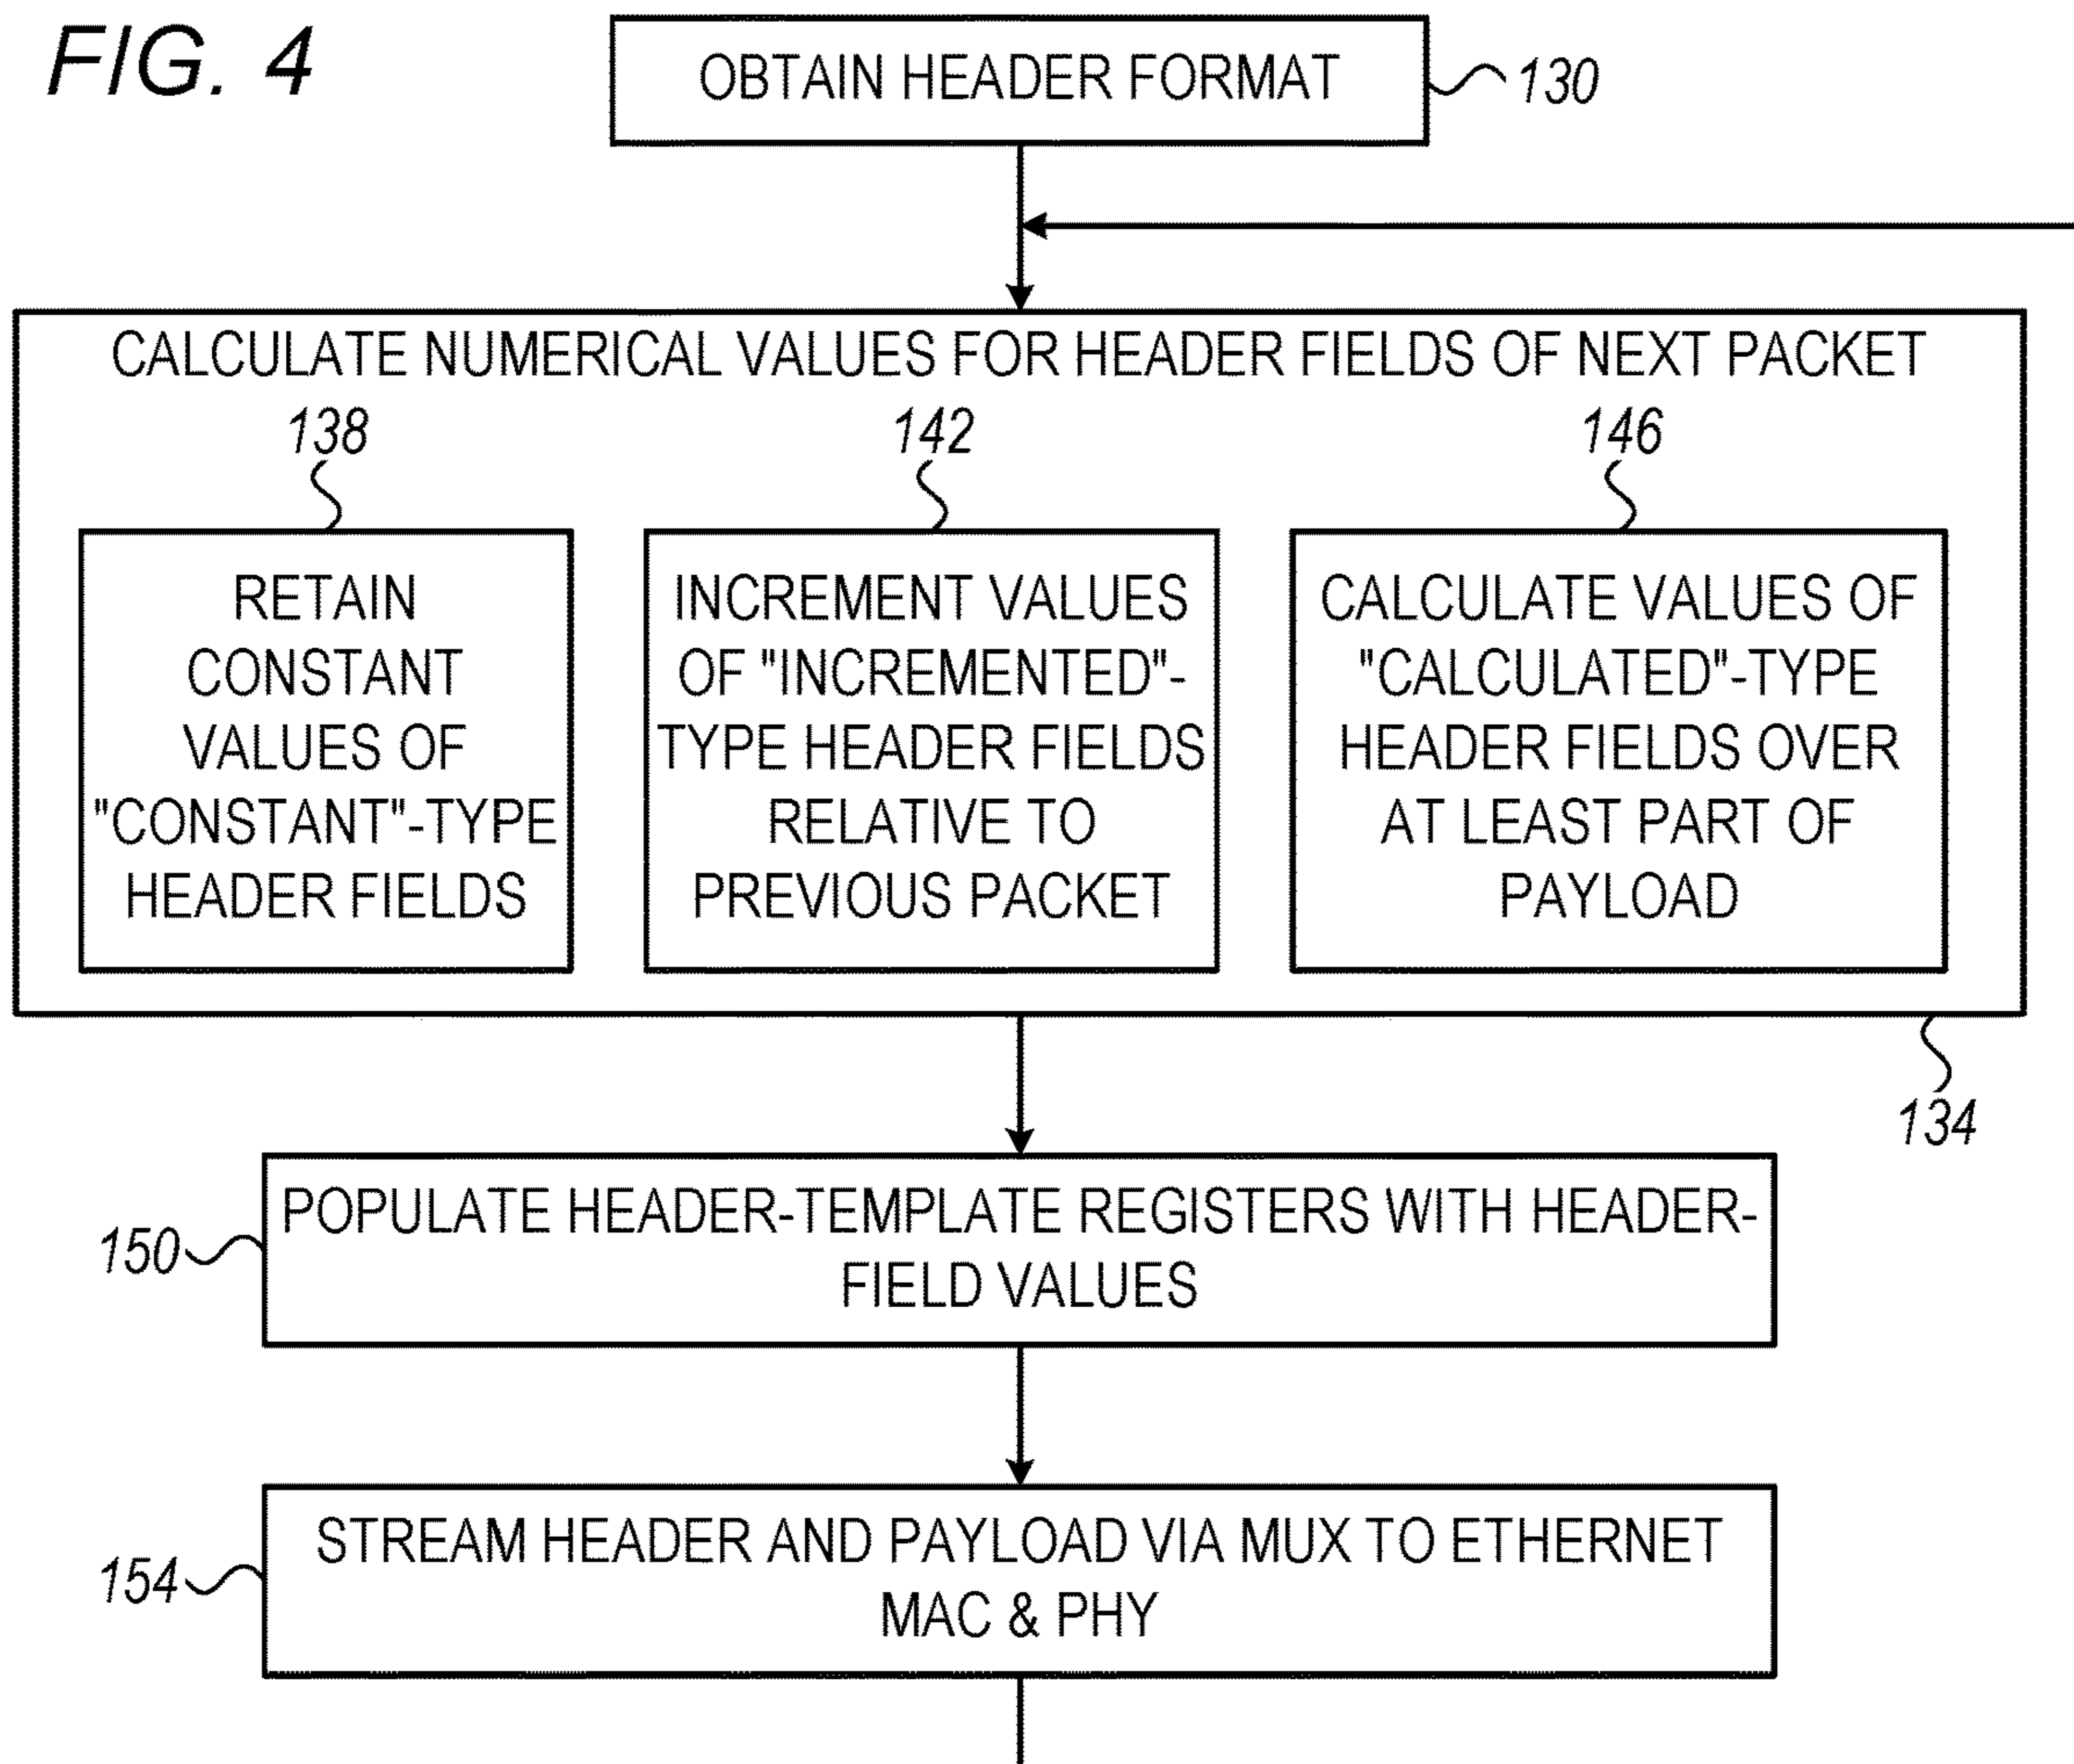 FIG. 4
OBTAIN HEADER FORMAT
130
CALCULATE NUMERICAL VALUES FOR HEADER FIELDS OF NEXT PACKET
138
142
146
RETAIN
CONSTANT
VALUES OF
"CONSTANT"-TYPE
HEADER FIELDS
INCREMENT VALUES
OF "INCREMENTED"-
TYPE HEADER FIELDS
RELATIVE TO
PREVIOUS PACKET
CALCULATE VALUES OF
"CALCULATED"-TYPE
HEADER FIELDS OVER
AT LEAST PART OF
PAYLOAD
134
150
POPULATE HEADER-TEMPLATE REGISTERS WITH HEADER-
FIELD VALUES
154
STREAM HEADER AND PAYLOAD VIA MUX TO ETHERNET
MAC & PHY